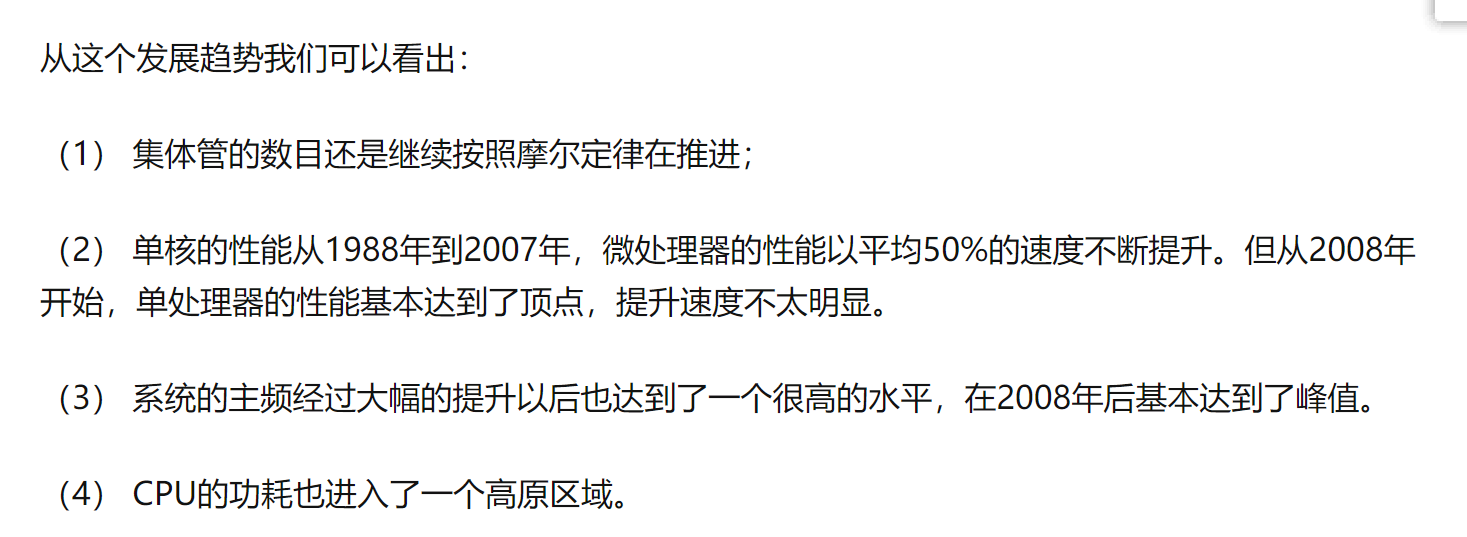 从这个发展趋势我们可以看出：
（1） 集体管的数目还是继续按照摩尔定律在推进；
（2） 单核的性能从1988年到2007年，微处理器的性能以平均50%的速度不断提升。但从2008年
开始，单处理器的性能基本达到了顶点，提升速度不太明显。
（3） 系统的主频经过大幅的提升以后也达到了一个很高的水平，在2008年后基本达到了峰值。
（4） CPU的功耗也进入了一个高原区域。